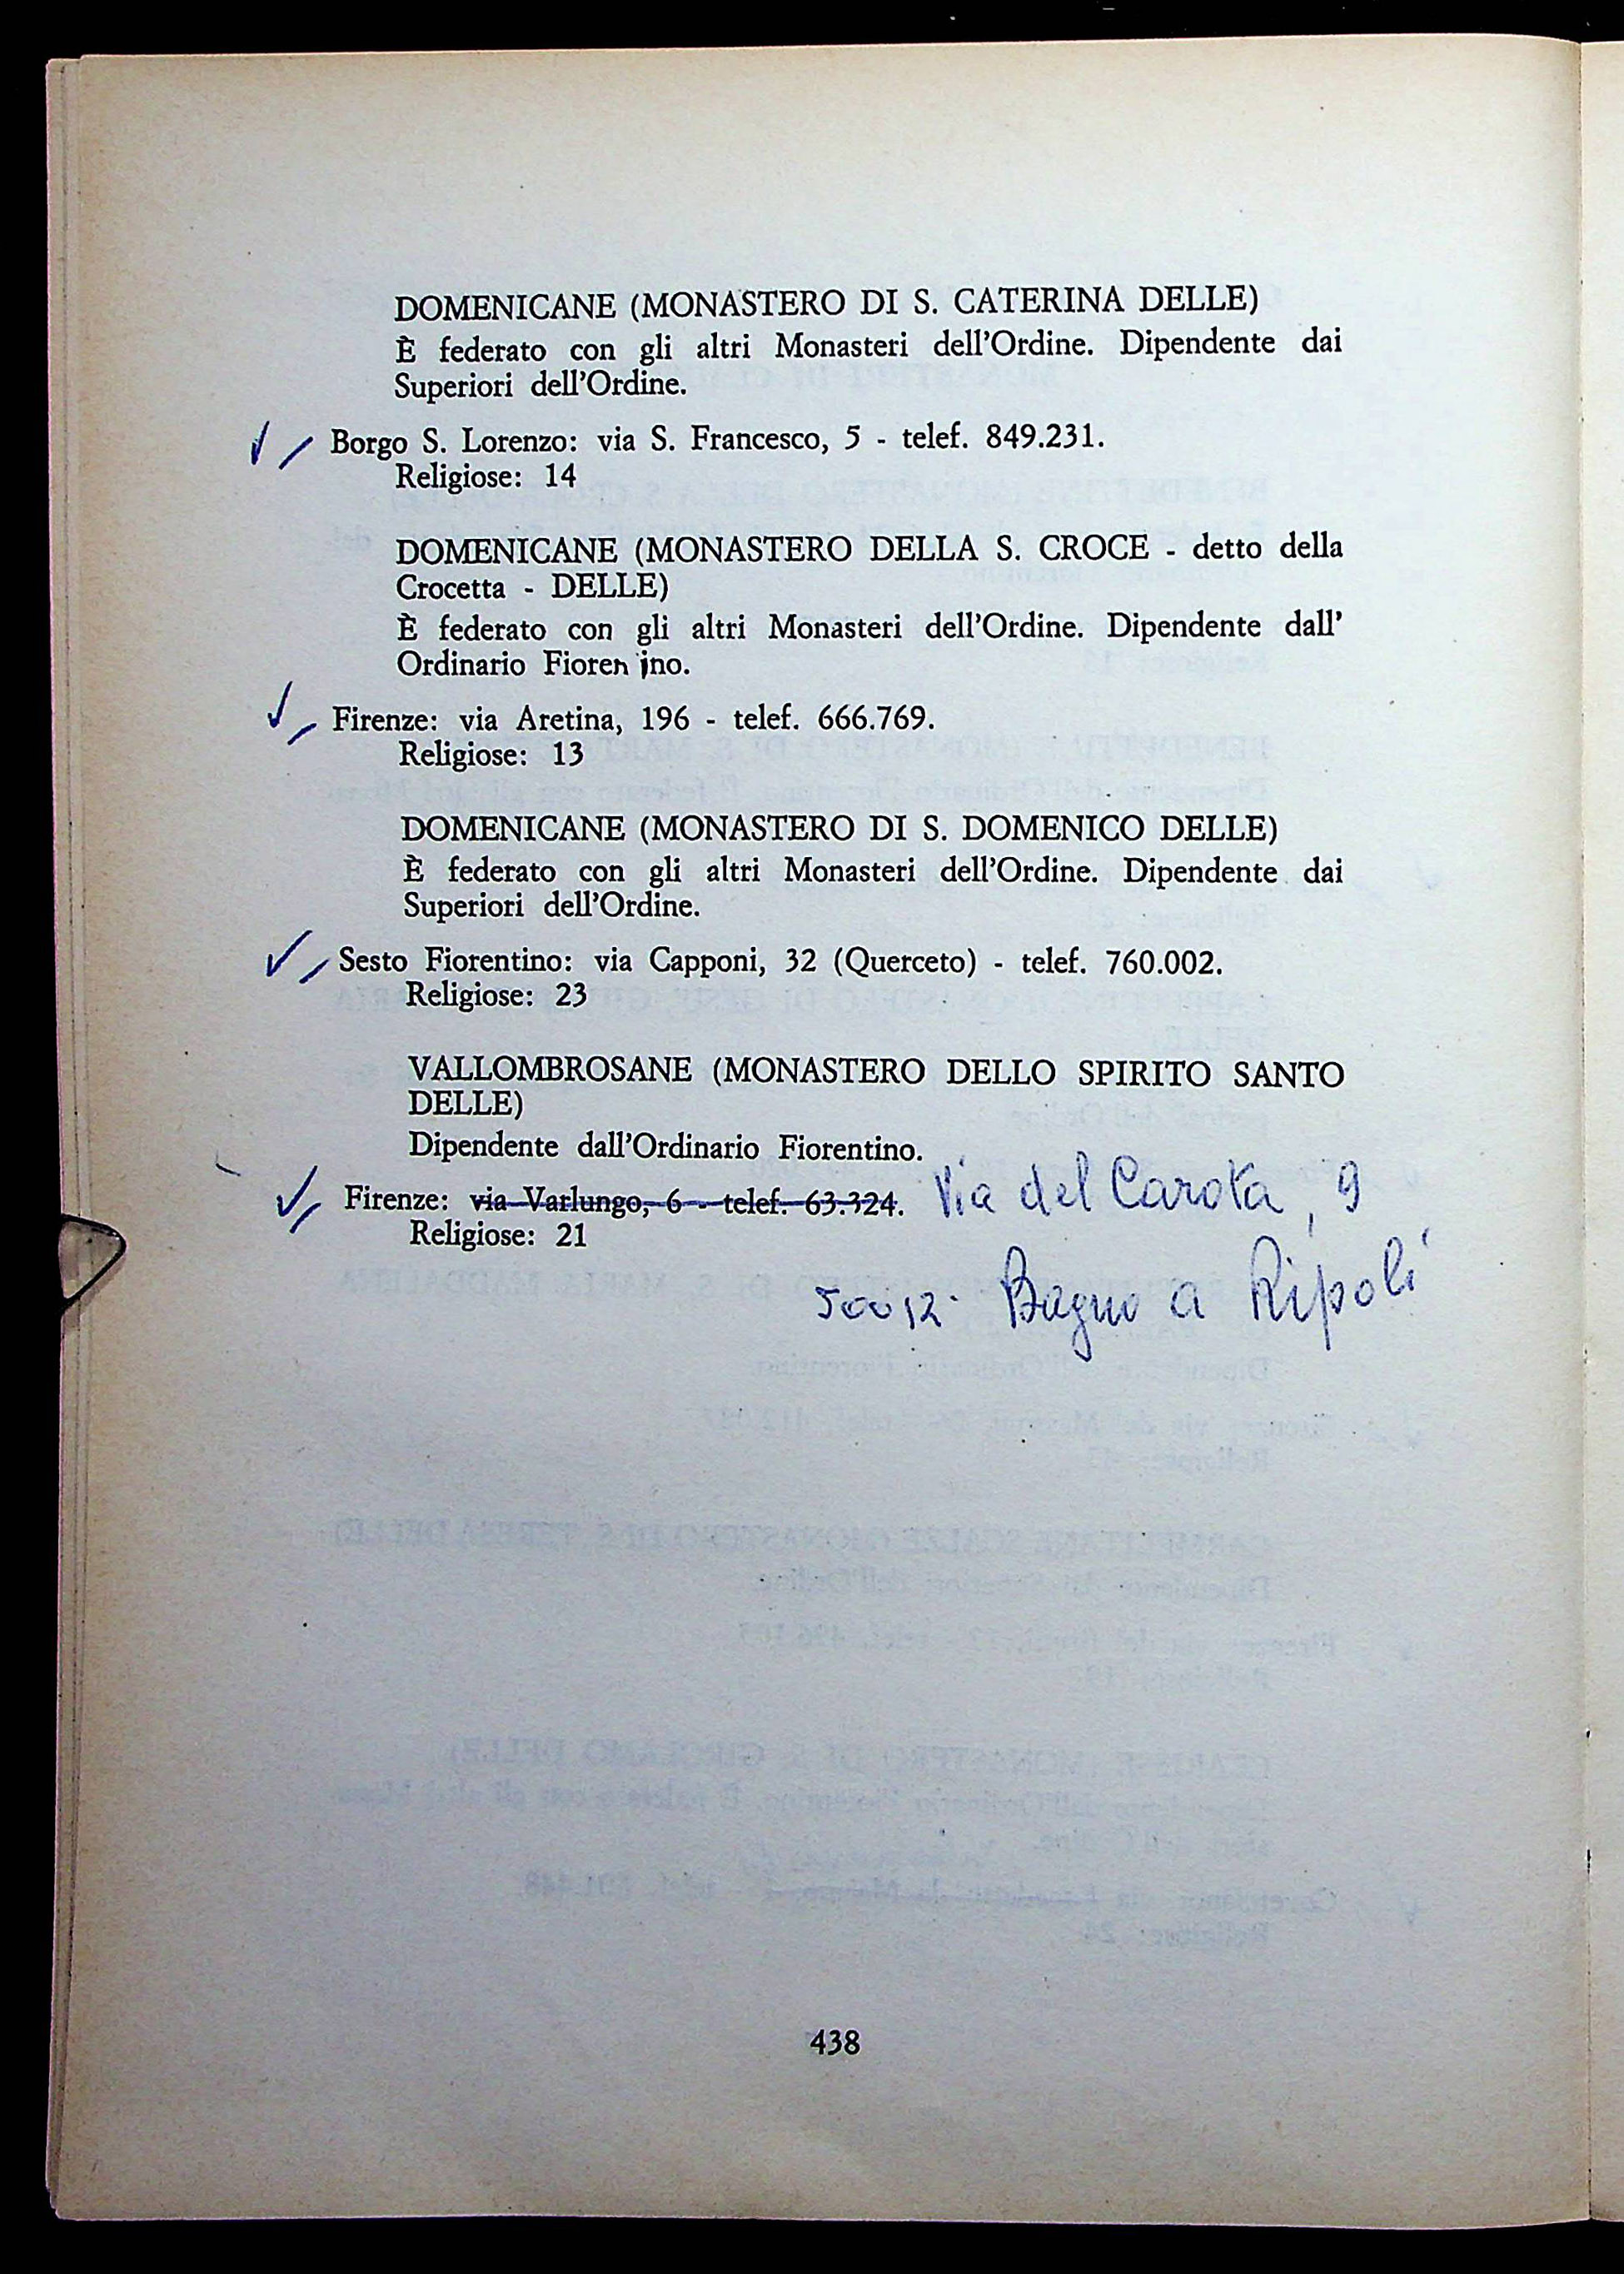 DOMENICANE (MONASTERO DI S. CATERINA DELLE)
È federato con gli altri Monasteri dell'Ordine. Dipendente dai
Superiori dell'Ordine.
Borgo S. Lorenzo: via S. Francesco, 5 - telef. 849.231.
Religiose: 14
DOMENICANE (MONASTERO DELLA S. CROCE - detto della
Crocetta - DELLE)
È federato con gli altri Monasteri dell'Ordine. Dipendente dall'
Ordinario Fioren ino.
Firenze: via Aretina, 196 - telef. 666.769.
Religiose: 13
DOMENICANE (MONASTERO DI S. DOMENICO DELLE)
È federato con gli altri Monasteri dell'Ordine. Dipendente dai
Superiori dell'Ordine.
Sesto Fiorentino: via Capponi, 32 (Querceto) - telef. 760.002.
Religiose: 23
VALLOMBROSANE (MONASTERO DELLO SPIRITO SANTO
DELLE)
Dipendente dall'Ordinario Fiorentino.
Firenze: via Varlungo, 6 - telef. 63.324. Via del Carota, 9
Religiose: 21
50012 - Bagno a Ripoli
438